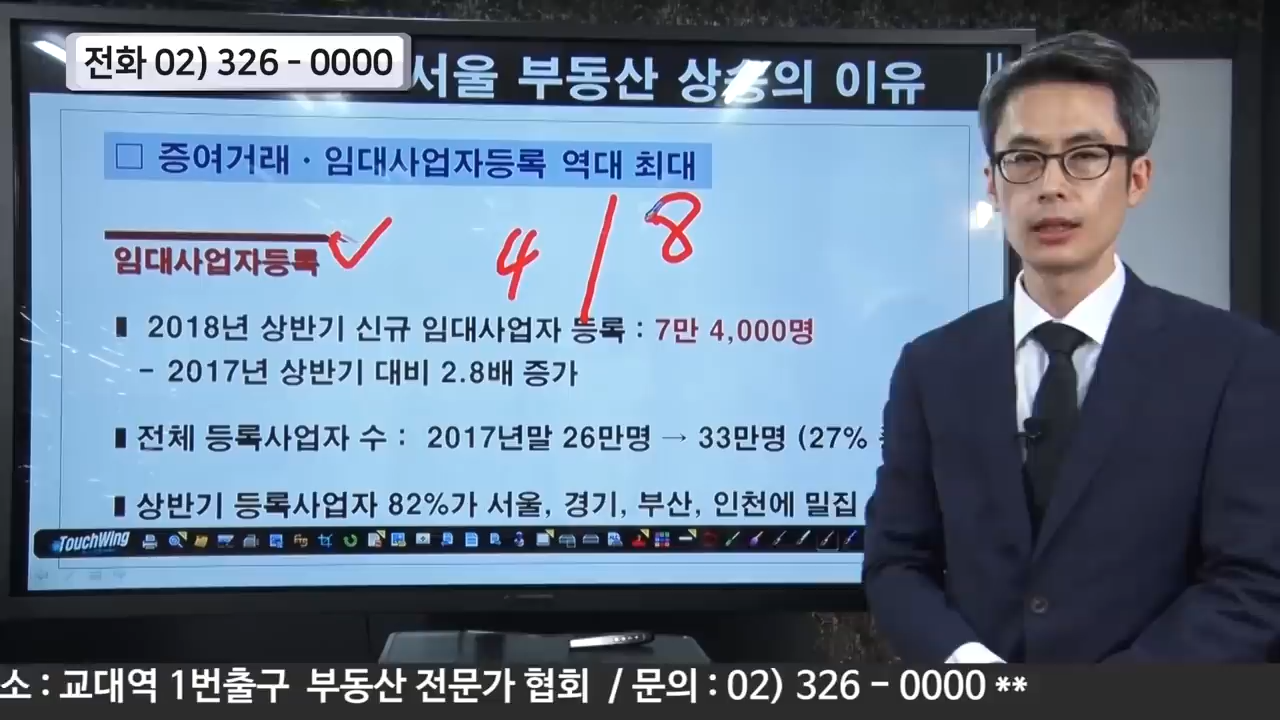 전화 02) 326 - 0000
서울 부동산 상승의 이유
□ 증여거래 · 임대사업자등록 역대 최대
4 / 8
임대사업자등록 ✓
▮ 2018년 상반기 신규 임대사업자 등록 : 7만 4,000명
- 2017년 상반기 대비 2.8배 증가
▮ 전체 등록사업자 수 : 2017년말 26만명 → 33만명 (27%
▮ 상반기 등록사업자 82%가 서울, 경기, 부산, 인천에 밀집
TouchWing
소 : 교대역 1번출구 부동산 전문가 협회 / 문의 : 02) 326 - 0000 **